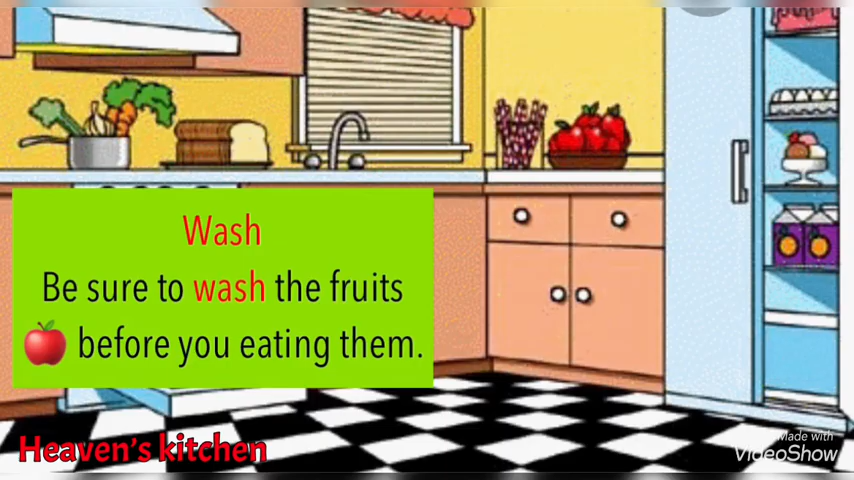 Wash
Be sure to wash the fruits
🍎 before you eating them.
Heaven's kitchen
Made with
VideoShow